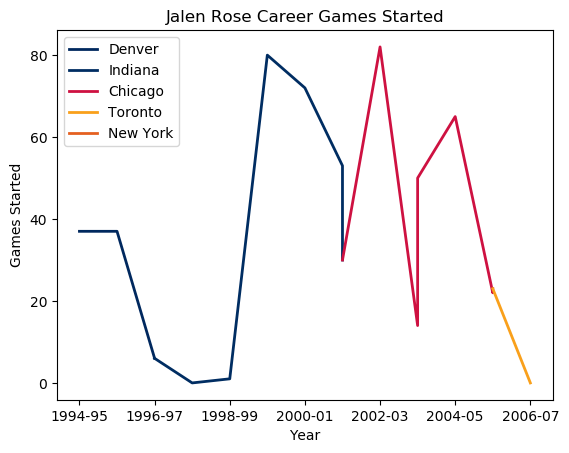 Jalen Rose Career Games Started
Denver
Indiana
Chicago
Toronto
New York
80
60
40
20
0
Games Started
1994-95 1996-97 1998-99 2000-01 2002-03 2004-05 2006-07
Year